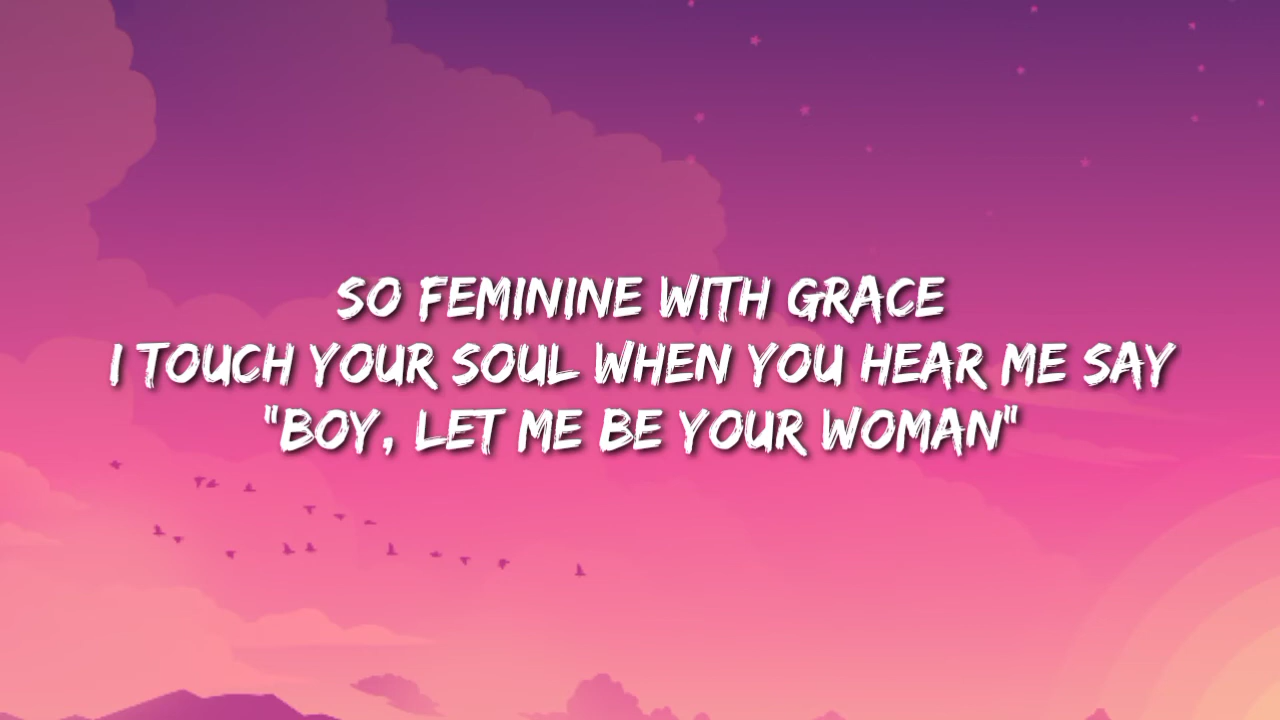 SO FEMININE WITH GRACE
I TOUCH YOUR SOUL WHEN YOU HEAR ME SAY
"BOY, LET ME BE YOUR WOMAN"